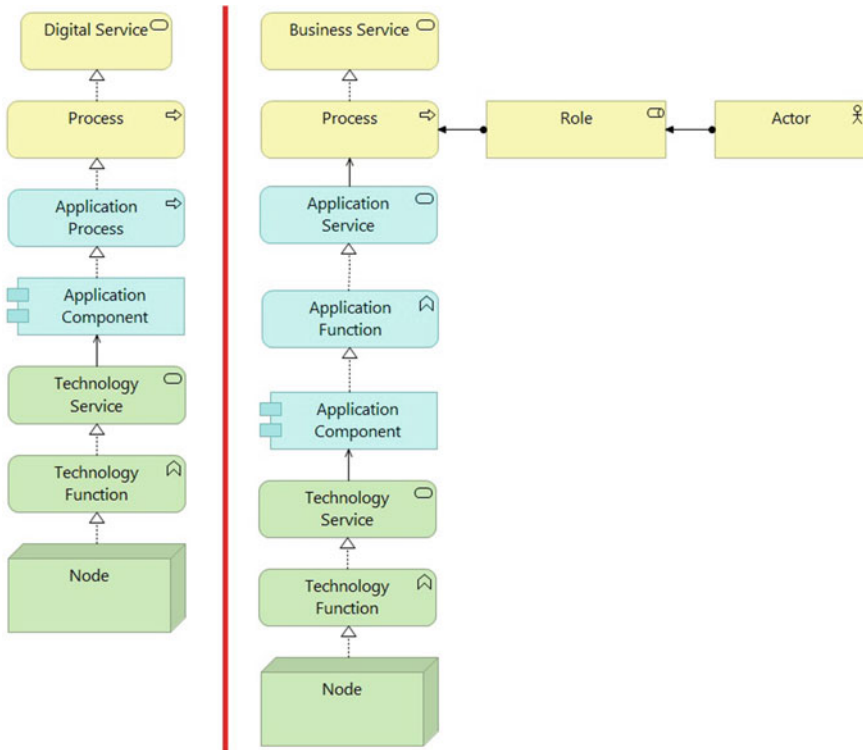 Digital Service
Process
Application
Process
Application
Component
Technology
Service
Technology
Function
Node
Business Service
Process
Role
Actor
Application
Service
Application
Function
Application
Component
Technology
Service
Technology
Function
Node